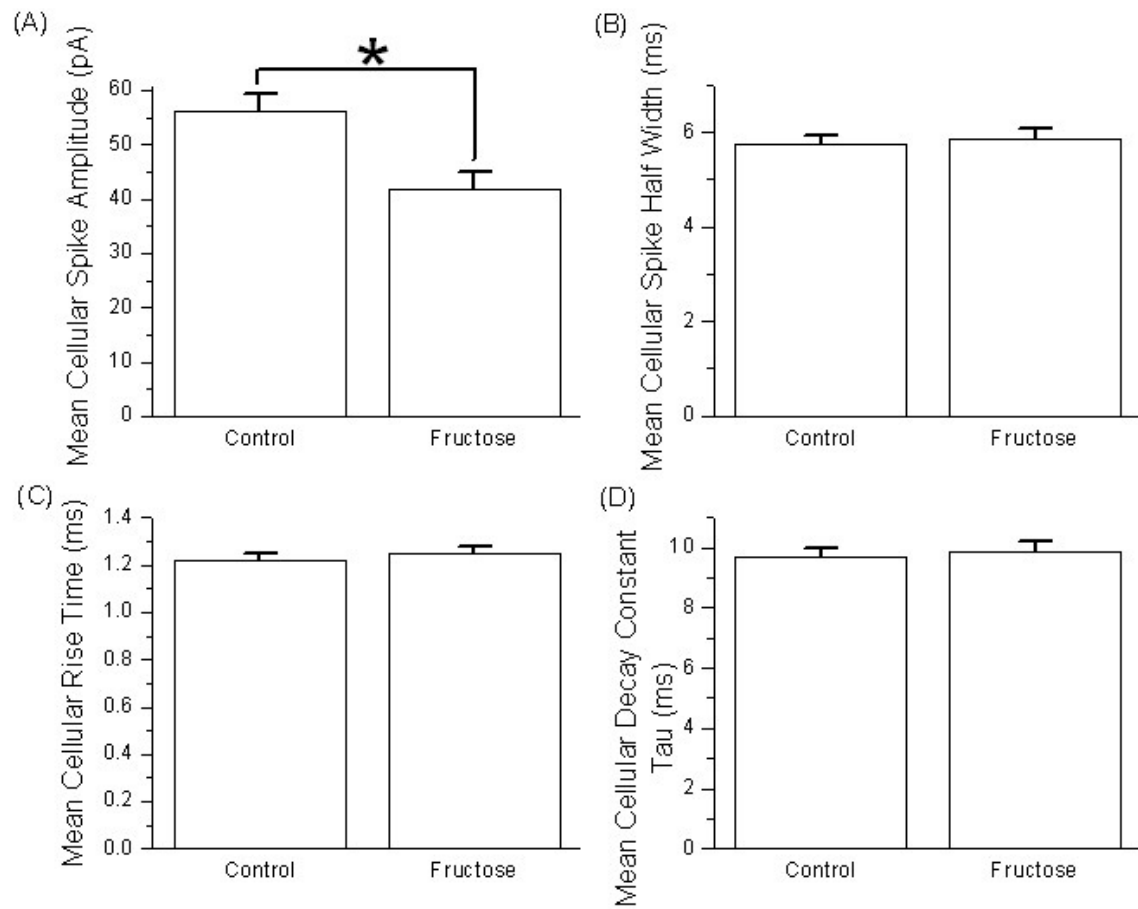 (A)
Mean Cellular Spike Amplitude (pA)
*
60
50
40
30
20
10
0
Control Fructose
(B)
Mean Cellular Spike Half Width (ms)
6
4
2
0
Control Fructose
(C)
Mean Cellular Rise Time (ms)
1.4
1.2
1.0
0.8
0.6
0.4
0.2
0.0
Control Fructose
(D)
Mean Cellular Decay Constant
Tau (ms)
10
8
6
4
2
0
Control Fructose